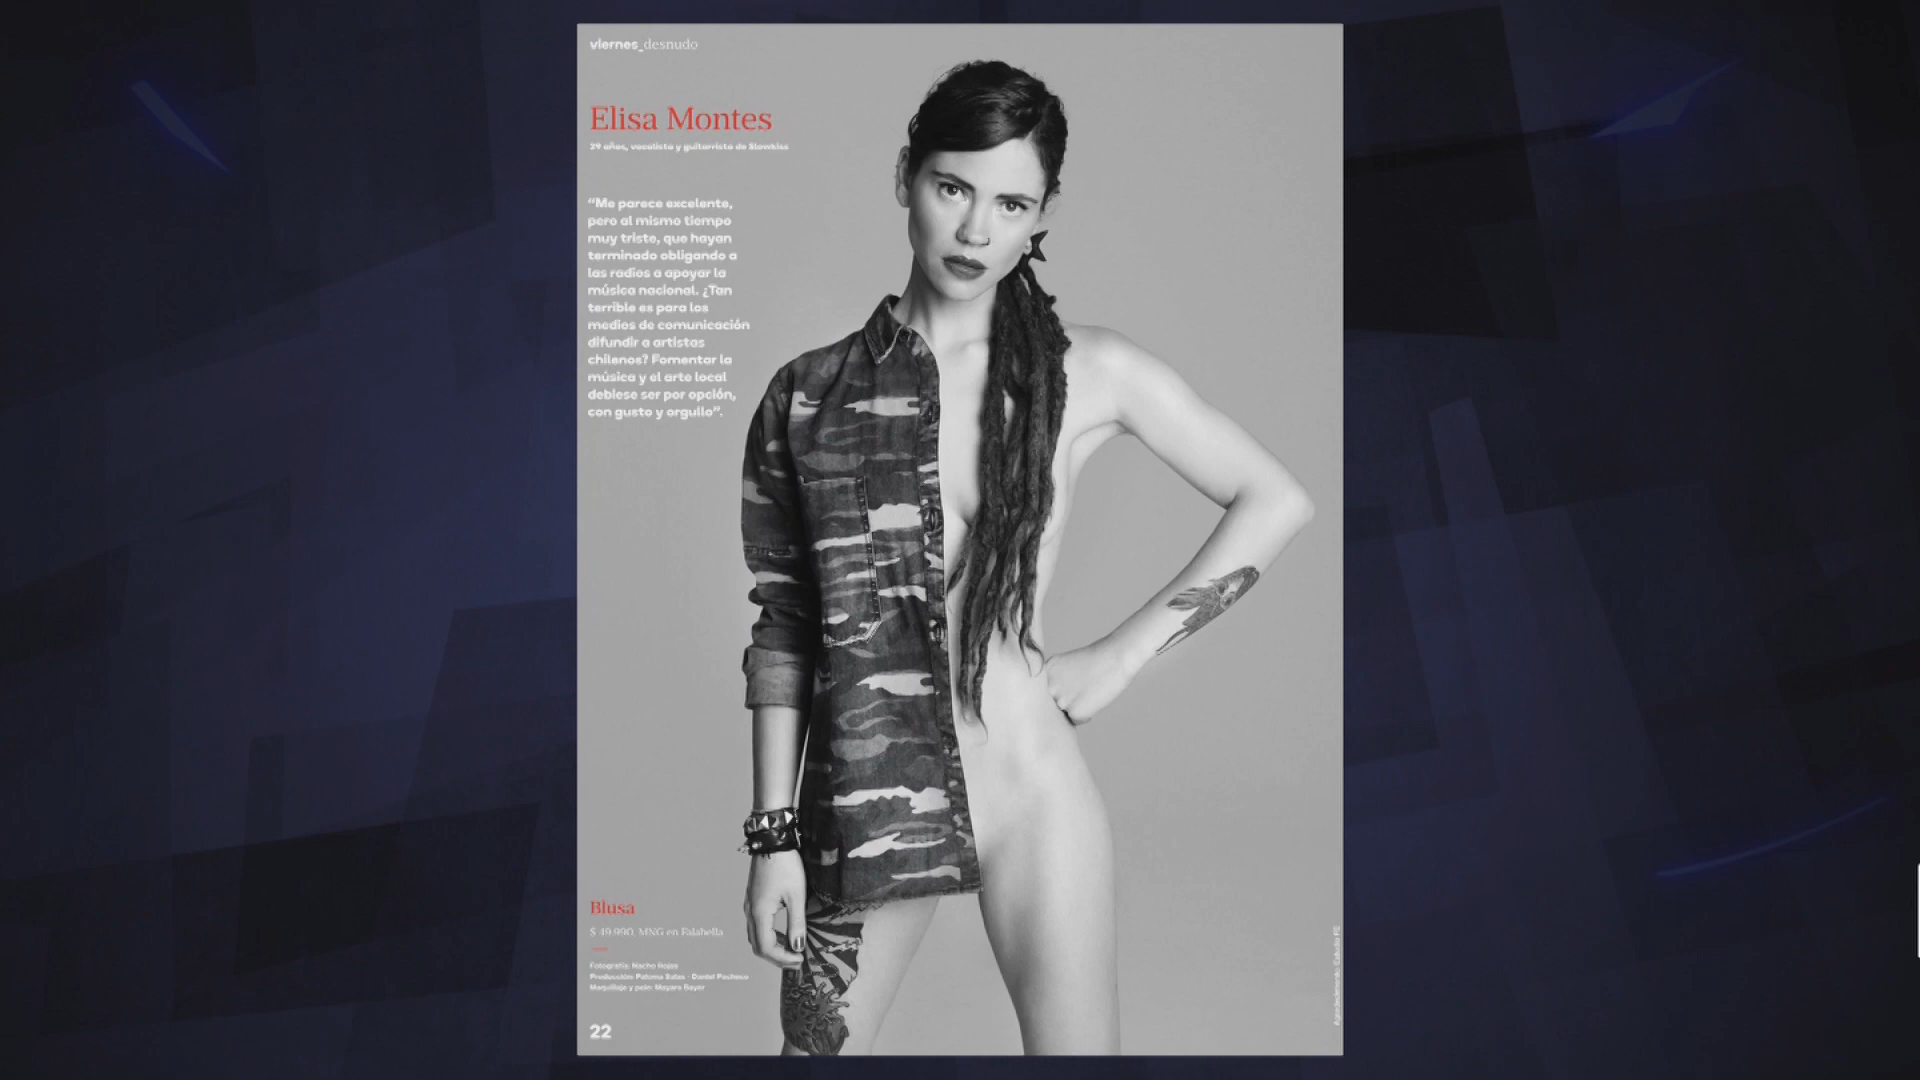 viernes_desnudo
Elisa Montes
29 años, vocalista y guitarrista de Slowkiss
“Me parece excelente,
pero al mismo tiempo
muy triste, que hayan
terminado obligando a
las radios a apoyar la
música nacional. ¿Tan
terrible es para los
medios de comunicación
difundir a artistas
chilenos? Fomentar la
música y el arte local
debiese ser por opción,
con gusto y orgullo”.
Blusa
$ 49.990, MNG en Falabella
Fotografía: Nacho Rojas
Producción: Paloma Salas - Daniel Pacheco
Maquillaje y pelo:
22